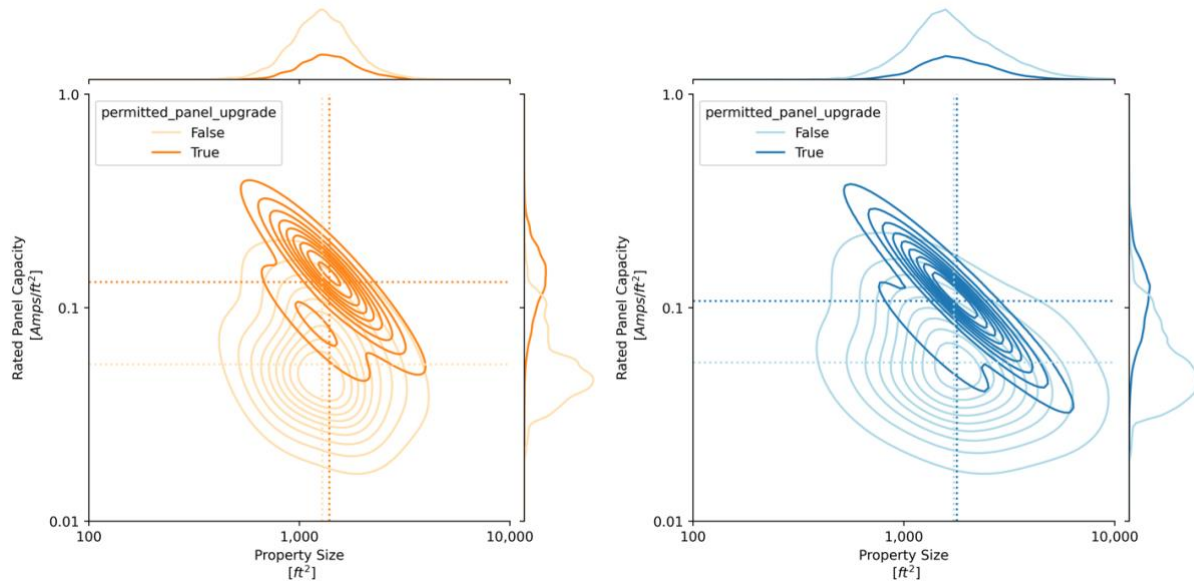 1.0
permitted_panel_upgrade
False
True
Rated Panel Capacity
[Amps/ft²]
0.1
0.01
100
1,000
10,000
Property Size
[ft²]
1.0
permitted_panel_upgrade
False
True
Rated Panel Capacity
[Amps/ft²]
0.1
0.01
100
1,000
10,000
Property Size
[ft²]